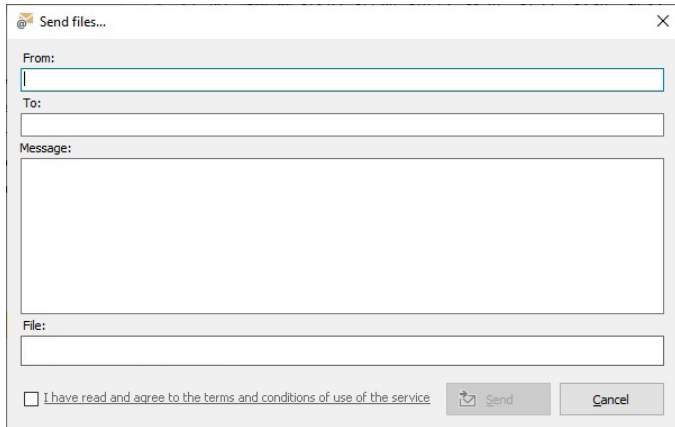 Send files...
From:
To:
Message:
File:
I have read and agree to the terms and conditions of use of the service
Send
Cancel